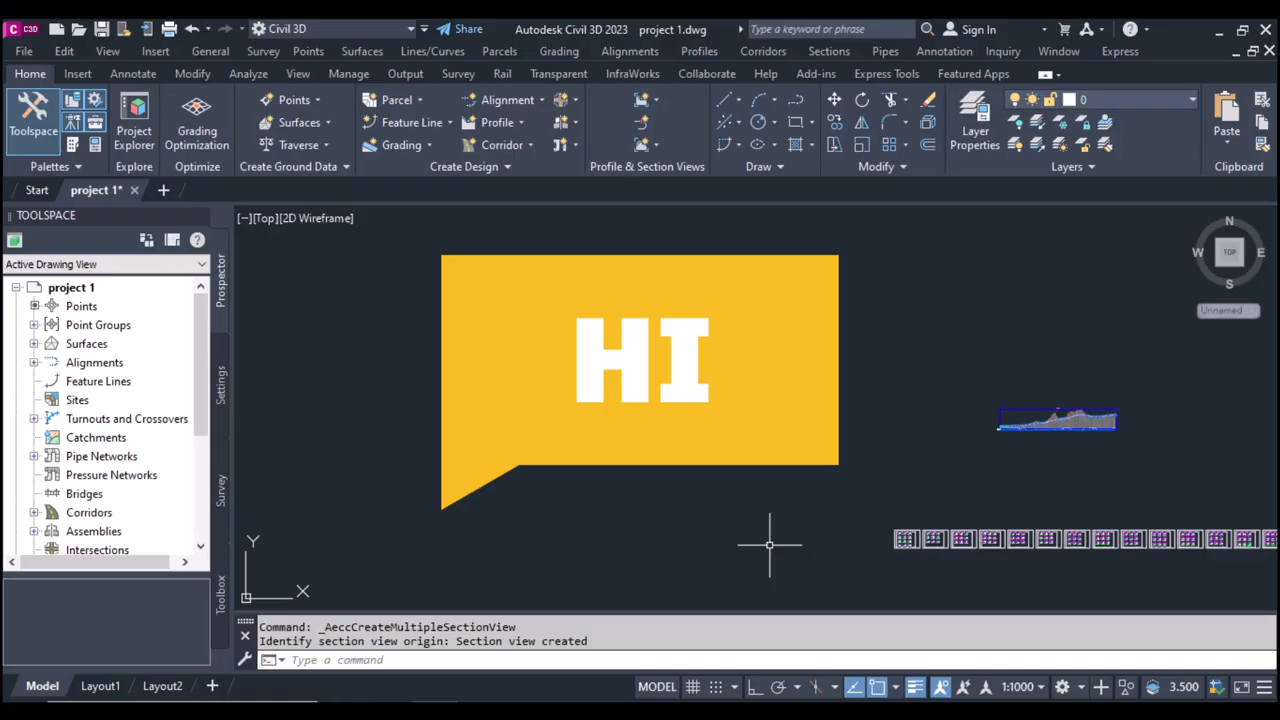 C3D
Civil 3D
Share
Autodesk Civil 3D 2023 project 1.dwg
Type a keyword or phrase
Sign In
File Edit View Insert General Survey Points Surfaces Lines/Curves Parcels Grading Alignments Profiles Corridors Sections Pipes Annotation Inquiry Window Express
Home Insert Annotate Modify Analyze View Manage Output Survey Rail Transparent InfraWorks Collaborate Help Add-ins Express Tools Featured Apps
Toolspace
Project
Explorer
Grading
Optimization
Points
Surfaces
Traverse
Parcel
Feature Line
Grading
Alignment
Profile
Corridor
Layer
Properties
0
Paste
Palettes Explore Optimize Create Ground Data Create Design Profile & Section Views Draw Modify Layers Clipboard
Start project 1*
TOOLSPACE
Active Drawing View
project 1
Points
Point Groups
Surfaces
Alignments
Feature Lines
Sites
Turnouts and Crossovers
Catchments
Pipe Networks
Pressure Networks
Bridges
Corridors
Assemblies
Intersections
Prospector
Settings
Survey
Toolbox
[−][Top][2D Wireframe]
HI
N
W TOP E
S
Unnamed
Y
X
Command: _AeccCreateMultipleSectionView
Identify section view origin: Section view created
Type a command
Model Layout1 Layout2
MODEL 1:1000 3.500